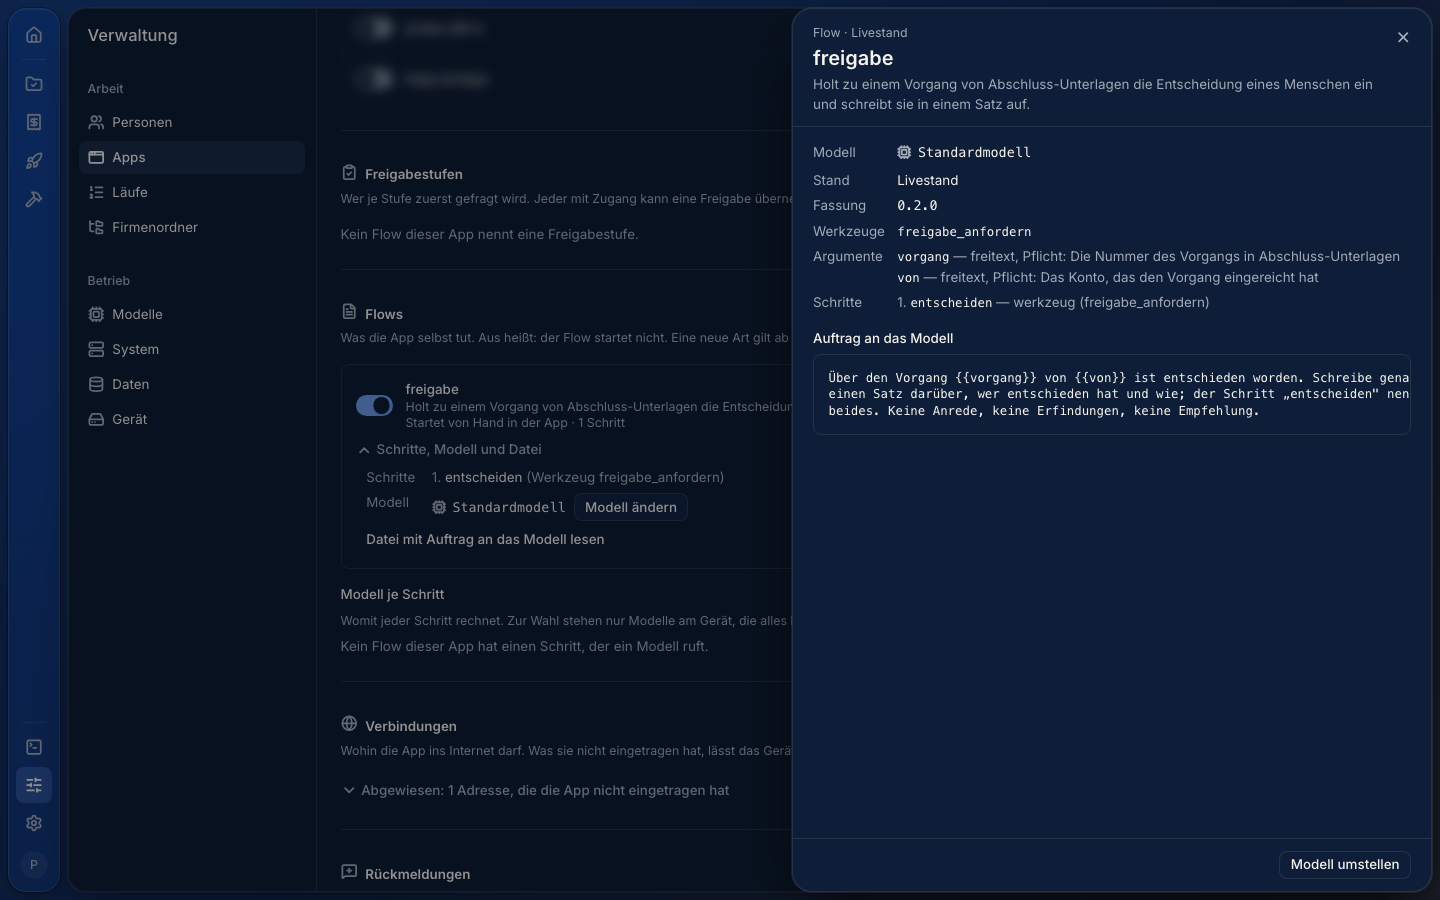 Verwaltung
Arbeit
Personen
Apps
Läufe
Firmenordner
Betrieb
Modelle
System
Daten
Gerät
P
Freigabestufen
Wer je Stufe zuerst gefragt wird. Jeder mit Zugang kann eine Freigabe überne
Kein Flow dieser App nennt eine Freigabestufe.
Flows
Was die App selbst tut. Aus heißt: der Flow startet nicht. Eine neue Art gilt ab
freigabe
Holt zu einem Vorgang von Abschluss-Unterlagen die Entscheidun
Startet von Hand in der App · 1 Schritt
Schritte, Modell und Datei
Schritte 1. entscheiden (Werkzeug freigabe_anfordern)
Modell Standardmodell Modell ändern
Datei mit Auftrag an das Modell lesen
Modell je Schritt
Womit jeder Schritt rechnet. Zur Wahl stehen nur Modelle am Gerät, die alles
Kein Flow dieser App hat einen Schritt, der ein Modell ruft.
Verbindungen
Wohin die App ins Internet darf. Was sie nicht eingetragen hat, lässt das Gerä
Abgewiesen: 1 Adresse, die die App nicht eingetragen hat
Rückmeldungen
Flow · Livestand
freigabe
Holt zu einem Vorgang von Abschluss-Unterlagen die Entscheidung eines Menschen ein
und schreibt sie in einem Satz auf.
Modell Standardmodell
Stand Livestand
Fassung 0.2.0
Werkzeuge freigabe_anfordern
Argumente vorgang — freitext, Pflicht: Die Nummer des Vorgangs in Abschluss-Unterlagen
von — freitext, Pflicht: Das Konto, das den Vorgang eingereicht hat
Schritte 1. entscheiden — werkzeug (freigabe_anfordern)
Auftrag an das Modell
Über den Vorgang {{vorgang}} von {{von}} ist entschieden worden. Schreibe gena
einen Satz darüber, wer entschieden hat und wie; der Schritt „entscheiden" nen
beides. Keine Anrede, keine Erfindungen, keine Empfehlung.
Modell umstellen